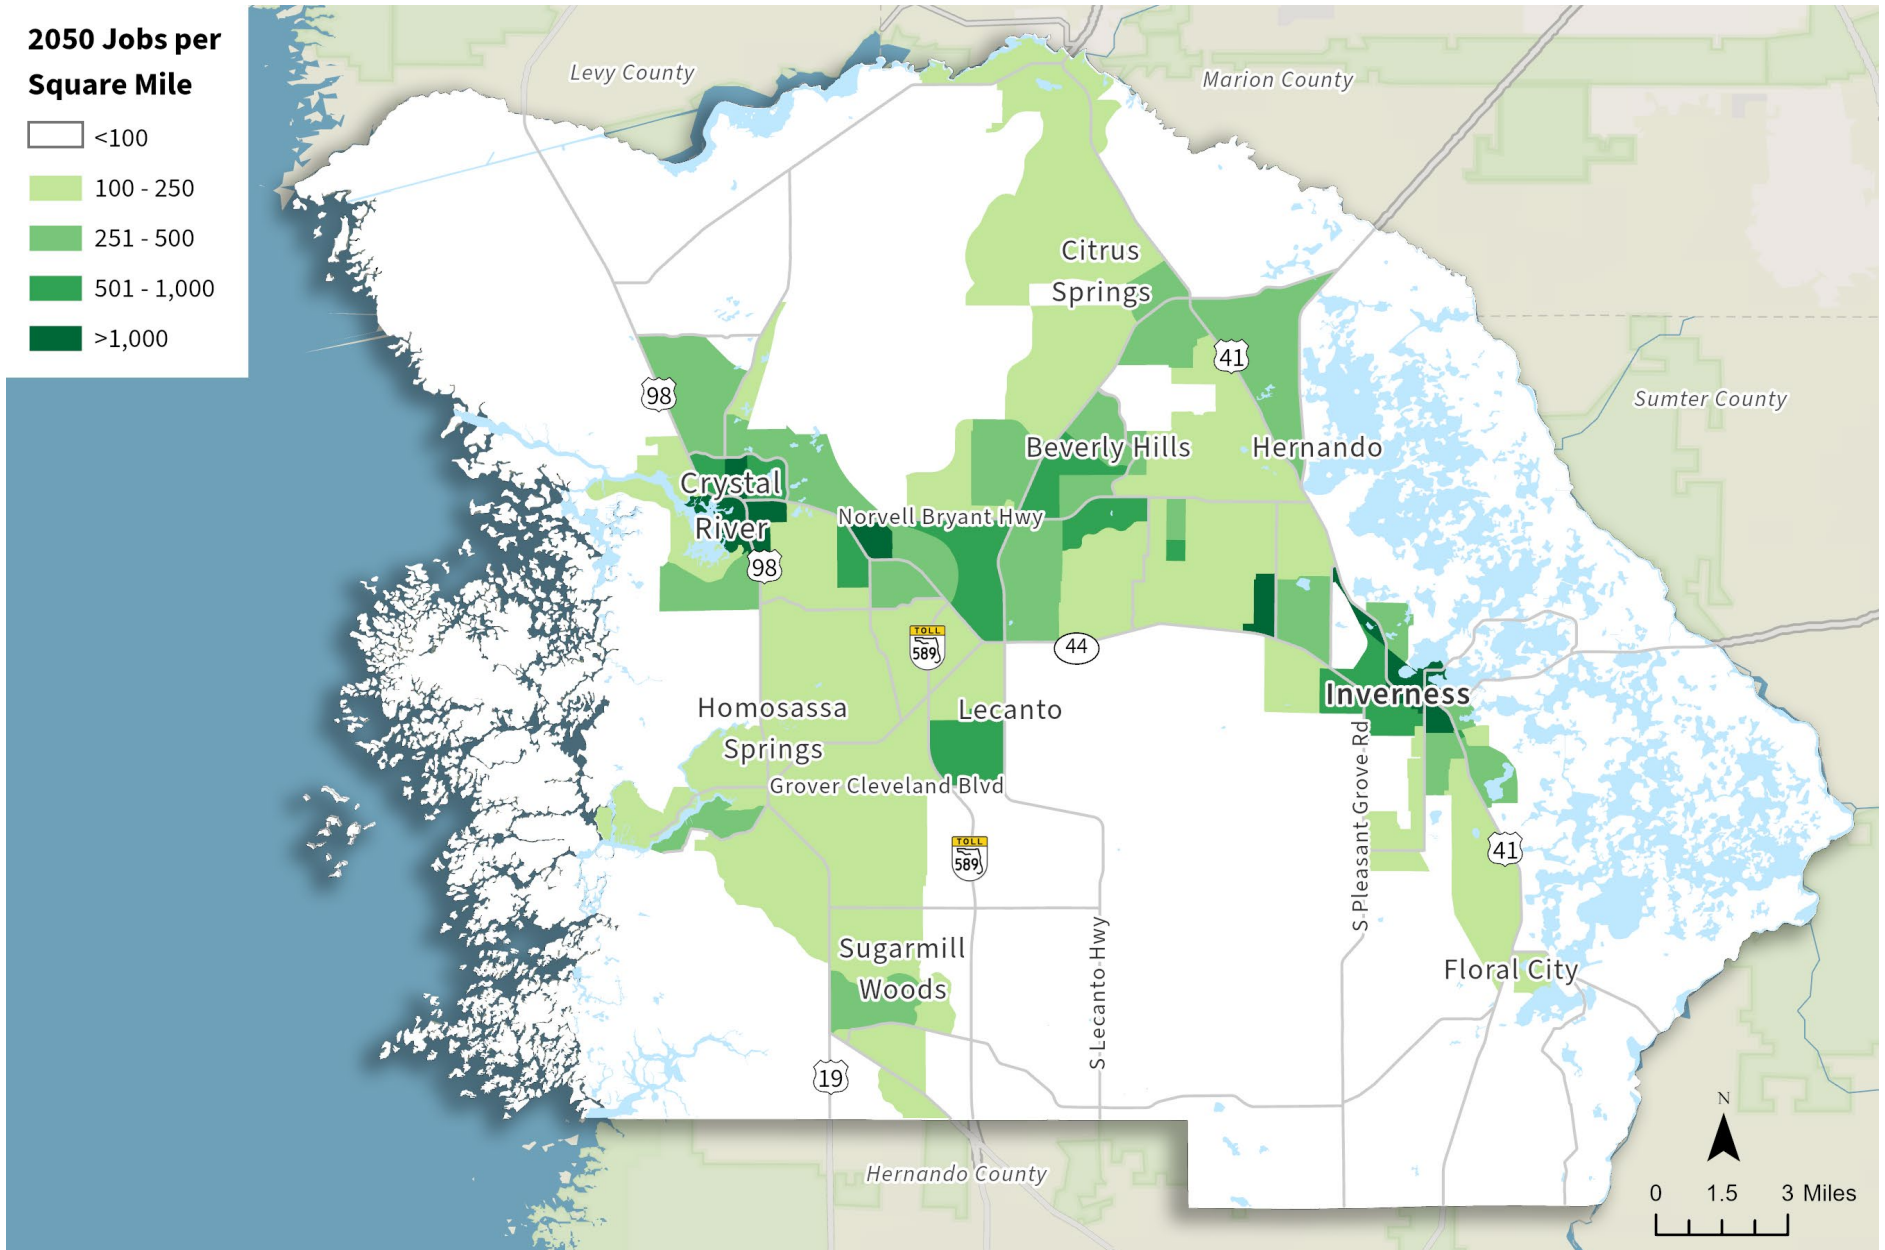 2050 Jobs per
Square Mile
<100
100 - 250
251 - 500
501 - 1,000
>1,000
Levy County
Marion County
Citrus
Springs
41
98
Sumter County
Beverly Hills
Hernando
Crystal
River
Norvell Bryant Hwy
98
TOLL
589
44
Inverness
Homosassa
Springs
Lecanto
Grover Cleveland Blvd
S Pleasant Grove Rd
TOLL
589
41
Sugarmill
Woods
S Lecanto Hwy
Floral City
19
Hernando County
N
0 1.5 3 Miles